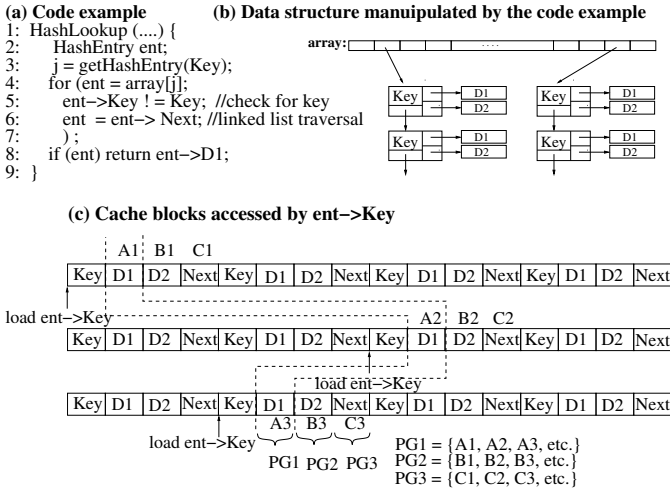 (a) Code example
1: HashLookup (....) {
2: HashEntry ent;
3: j = getHashEntry(Key);
4: for (ent = array[j];
5: ent->Key ! = Key; //check for key
6: ent = ent-> Next; //linked list traversal
7: ) ;
8: if (ent) return ent->D1;
9: }
(b) Data structure manuipulated by the code example
array: ....
Key D1 D2 Key D1 D2
Key D1 D2 Key D1 D2
(c) Cache blocks accessed by ent->Key
A1 B1 C1
Key D1 D2 Next Key D1 D2 Next Key D1 D2 Next Key D1 D2 Next
load ent->Key
A2 B2 C2
Key D1 D2 Next Key D1 D2 Next Key D1 D2 Next Key D1 D2 Next
load ent->Key
Key D1 D2 Next Key D1 D2 Next Key D1 D2 Next Key D1 D2 Next
load ent->Key
A3 B3 C3
PG1 PG2 PG3
PG1 = {A1, A2, A3, etc.}
PG2 = {B1, B2, B3, etc.}
PG3 = {C1, C2, C3, etc.}